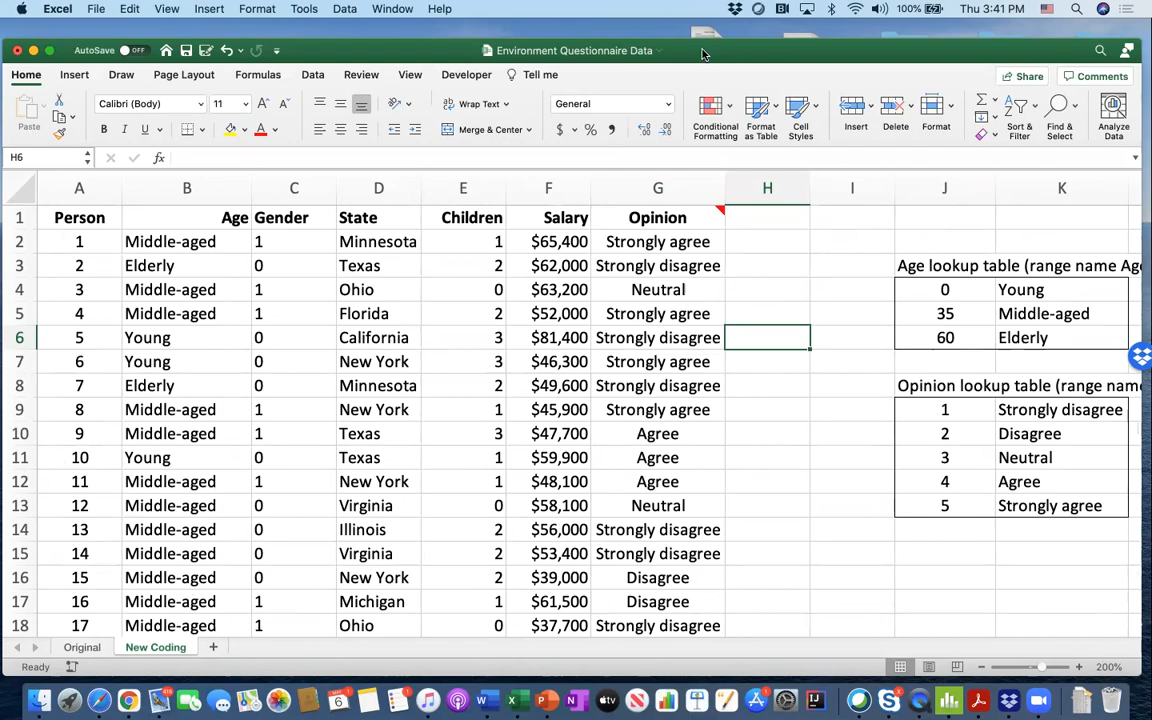 Excel File Edit View Insert Format Tools Data Window Help 100% Thu 3:41 PM
AutoSave OFF Environment Questionnaire Data
Home Insert Draw Page Layout Formulas Data Review View Developer Tell me Share Comments
Paste Calibri (Body) 11 A A Wrap Text General Conditional Formatting Format as Table Cell Styles Insert Delete Format Sort & Filter Find & Select Analyze Data
B I U A Merge & Center $ %
H6 fx
A B C D E F G H I J K
1 Person Age Gender State Children Salary Opinion
2 1 Middle-aged 1 Minnesota 1 $65,400 Strongly agree
3 2 Elderly 0 Texas 2 $62,000 Strongly disagree Age lookup table (range name Age
4 3 Middle-aged 1 Ohio 0 $63,200 Neutral 0 Young
5 4 Middle-aged 1 Florida 2 $52,000 Strongly agree 35 Middle-aged
6 5 Young 0 California 3 $81,400 Strongly disagree 60 Elderly
7 6 Young 0 New York 3 $46,300 Strongly agree
8 7 Elderly 0 Minnesota 2 $49,600 Strongly disagree Opinion lookup table (range name
9 8 Middle-aged 1 New York 1 $45,900 Strongly agree 1 Strongly disagree
10 9 Middle-aged 1 Texas 3 $47,700 Agree 2 Disagree
11 10 Young 0 Texas 1 $59,900 Agree 3 Neutral
12 11 Middle-aged 1 New York 1 $48,100 Agree 4 Agree
13 12 Middle-aged 0 Virginia 0 $58,100 Neutral 5 Strongly agree
14 13 Middle-aged 0 Illinois 2 $56,000 Strongly disagree
15 14 Middle-aged 0 Virginia 2 $53,400 Strongly disagree
16 15 Middle-aged 0 New York 2 $39,000 Disagree
17 16 Middle-aged 1 Michigan 1 $61,500 Disagree
18 17 Middle-aged 1 Ohio 0 $37,700 Strongly disagree
Original New Coding +
Ready 200%